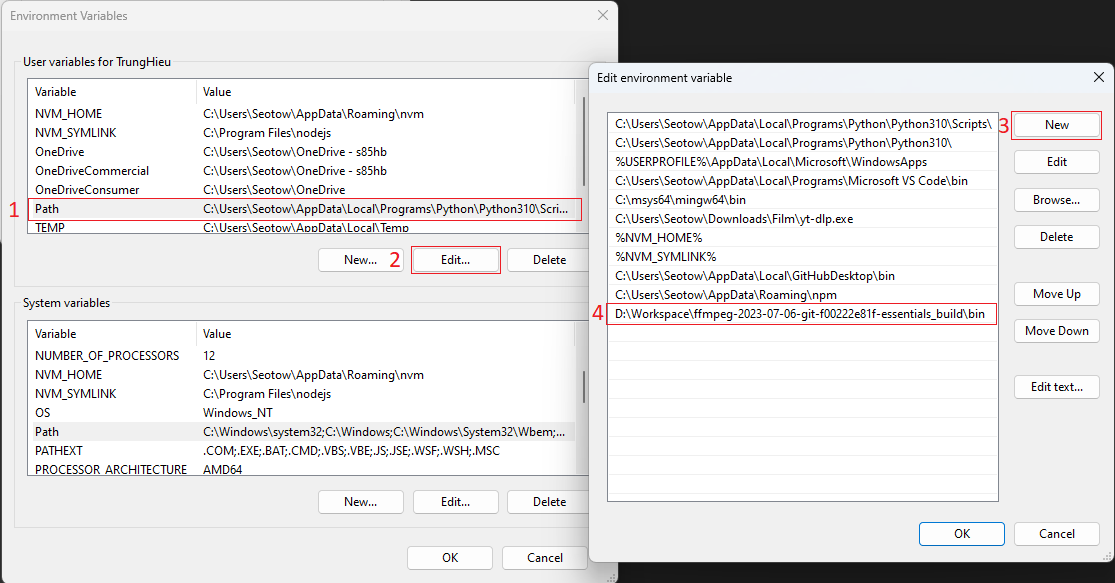 Environment Variables
User variables for TrungHieu
Variable Value
NVM_HOME C:\Users\Seotow\AppData\Roaming\nvm
NVM_SYMLINK C:\Program Files\nodejs
OneDrive C:\Users\Seotow\OneDrive - s85hb
OneDriveCommercial C:\Users\Seotow\OneDrive - s85hb
OneDriveConsumer C:\Users\Seotow\OneDrive
1 Path C:\Users\Seotow\AppData\Local\Programs\Python\Python310\Scri...
TEMP C:\Users\Seotow\AppData\Local\Temp
New... 2 Edit... Delete
System variables
Variable Value
NUMBER_OF_PROCESSORS 12
NVM_HOME C:\Users\Seotow\AppData\Roaming\nvm
NVM_SYMLINK C:\Program Files\nodejs
OS Windows_NT
Path C:\Windows\system32;C:\Windows;C:\Windows\System32\Wbem;...
PATHEXT .COM;.EXE;.BAT;.CMD;.VBS;.VBE;.JS;.JSE;.WSF;.WSH;.MSC
PROCESSOR_ARCHITECTURE AMD64
New... Edit... Delete
OK Cancel
Edit environment variable
C:\Users\Seotow\AppData\Local\Programs\Python\Python310\Scripts\
C:\Users\Seotow\AppData\Local\Programs\Python\Python310\
%USERPROFILE%\AppData\Local\Microsoft\WindowsApps
C:\Users\Seotow\AppData\Local\Programs\Microsoft VS Code\bin
C:\msys64\mingw64\bin
C:\Users\Seotow\Downloads\Film\yt-dlp.exe
%NVM_HOME%
%NVM_SYMLINK%
C:\Users\Seotow\AppData\Local\GitHubDesktop\bin
C:\Users\Seotow\AppData\Roaming\npm
4 D:\Workspace\ffmpeg-2023-07-06-git-f00222e81f-essentials_build\bin
3 New
Edit
Browse...
Delete
Move Up
Move Down
Edit text...
OK Cancel